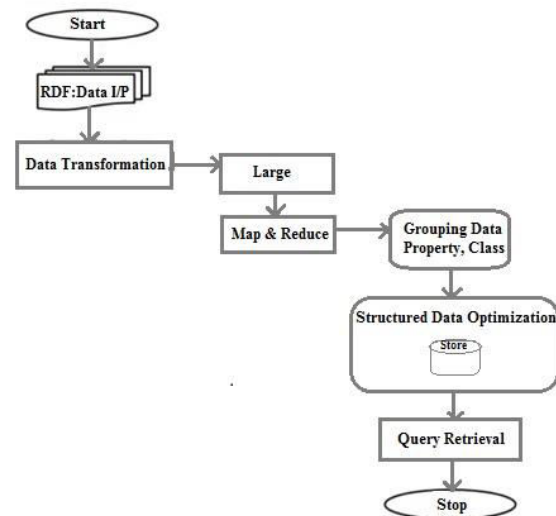 Start
RDF:Data I/P
Data Transformation
Large
Map & Reduce
Grouping Data
Property, Class
Structured Data Optimization
Store
Query Retrieval
Stop